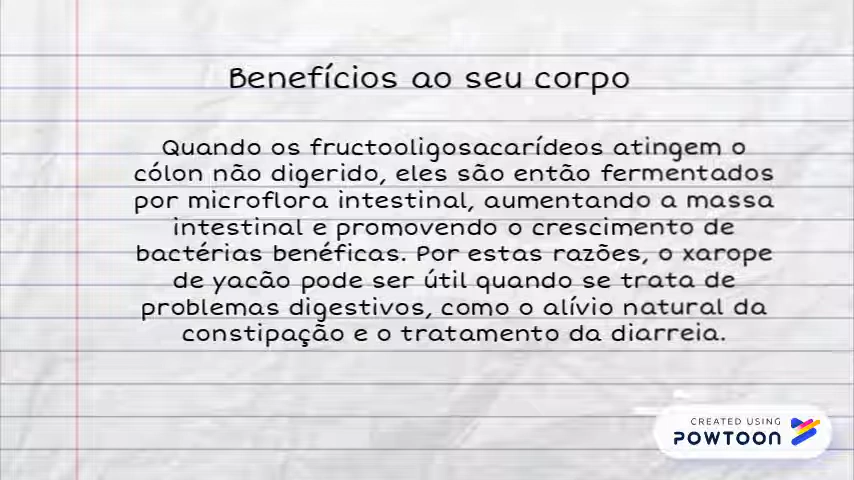 Benefícios ao seu corpo
Quando os fructooligosacarídeos atingem o
cólon não digerido, eles são então fermentados
por microflora intestinal, aumentando a massa
intestinal e promovendo o crescimento de
bactérias benéficas. Por estas razões, o xarope
de yacão pode ser útil quando se trata de
problemas digestivos, como o alívio natural da
constipação e o tratamento da diarreia.
CREATED USING
POWTOON